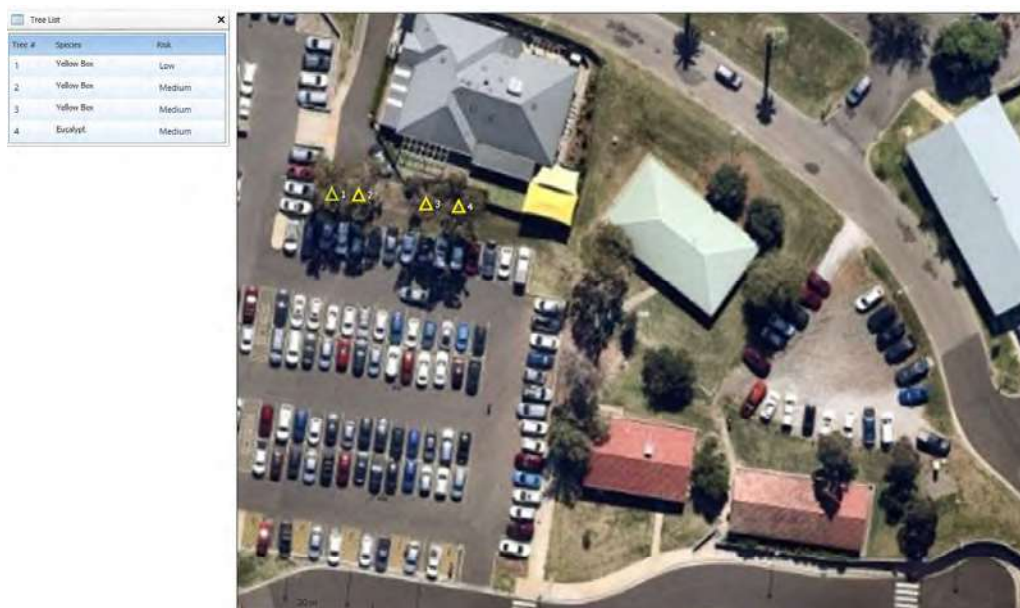 Tree List
Tree # Species Risk
1 Yellow Box Low
2 Yellow Box Medium
3 Yellow Box Medium
4 Eucalypt Medium
1 2
3 4